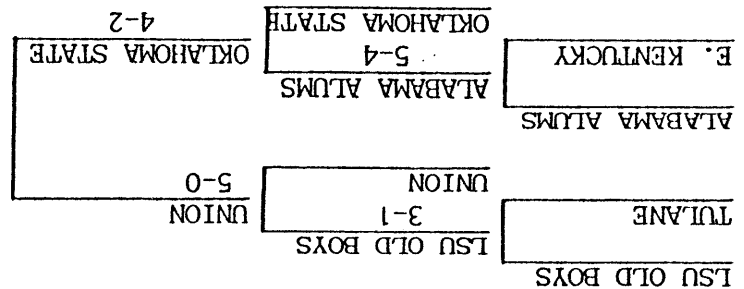 LSU OLD BOYS
TULANE
ALABAMA ALUMS
E. KENTUCKY
LSU OLD BOYS
3-1
UNION
ALABAMA ALUMS
5-4
OKLAHOMA STATE
UNION
5-0
OKLAHOMA STATE
4-2